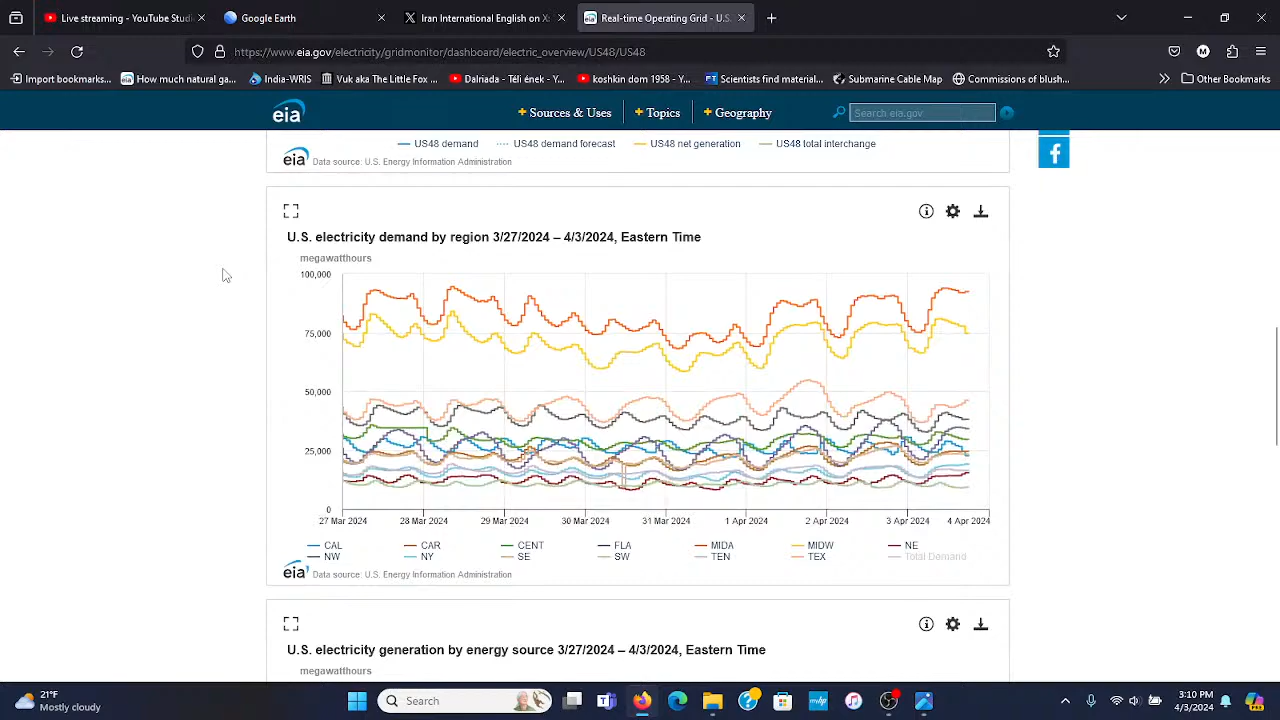 Live streaming - YouTube Studi
Google Earth
Iran International English on X
Real-time Operating Grid - U.S.
https://www.eia.gov/electricity/gridmonitor/dashboard/electric_overview/US48/US48
M
Import bookmarks...
How much natural ga...
India-WRIS
Vuk aka The Little Fox ...
Dalriada - Téli ének - Yo...
koshkin dom 1958 - Y...
Scientists find material...
Submarine Cable Map
Commissions of blush...
Other Bookmarks
eia
+ Sources & Uses
+ Topics
+ Geography
Search eia.gov
US48 demand
US48 demand forecast
US48 net generation
US48 total interchange
eia Data source: U.S. Energy Information Administration
U.S. electricity demand by region 3/27/2024 – 4/3/2024, Eastern Time
megawatthours
100,000
75,000
50,000
25,000
0
27 Mar 2024
28 Mar 2024
29 Mar 2024
30 Mar 2024
31 Mar 2024
1 Apr 2024
2 Apr 2024
3 Apr 2024
4 Apr 2024
CAL
CAR
CENT
FLA
MIDA
MIDW
NE
NW
NY
SE
SW
TEN
TEX
Total Demand
eia Data source: U.S. Energy Information Administration
U.S. electricity generation by energy source 3/27/2024 – 4/3/2024, Eastern Time
megawatthours
2°F
Mostly cloudy
Search
3:10 PM
4/3/2024